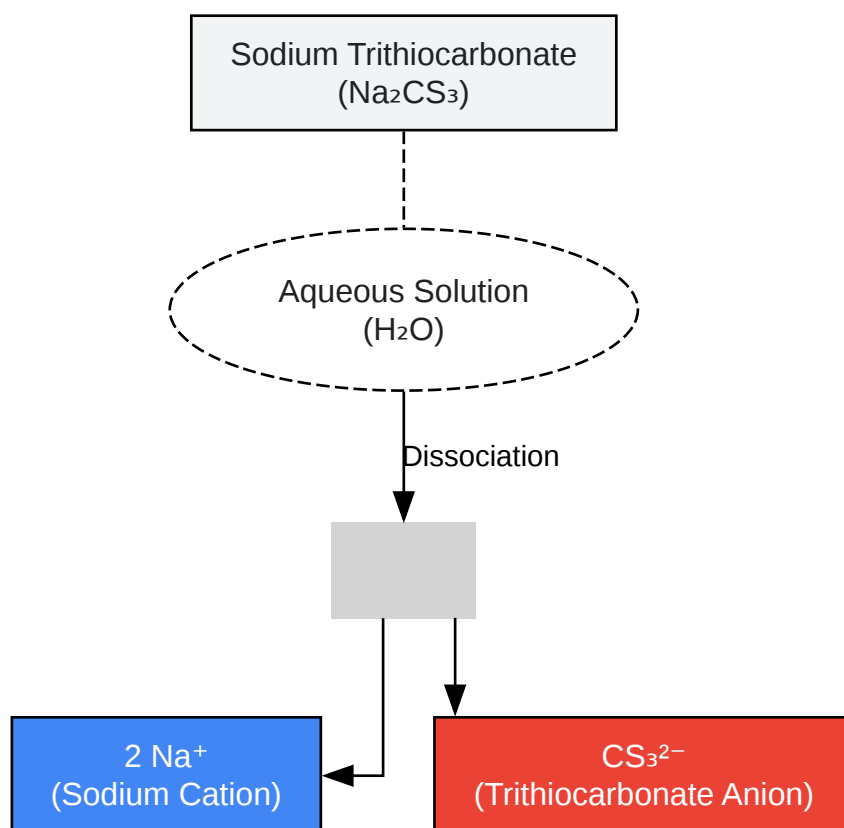 Sodium Trithiocarbonate
(Na₂CS₃)
Aqueous Solution
(H₂O)
Dissociation
2 Na⁺
(Sodium Cation)
CS₃²⁻
(Trithiocarbonate Anion)